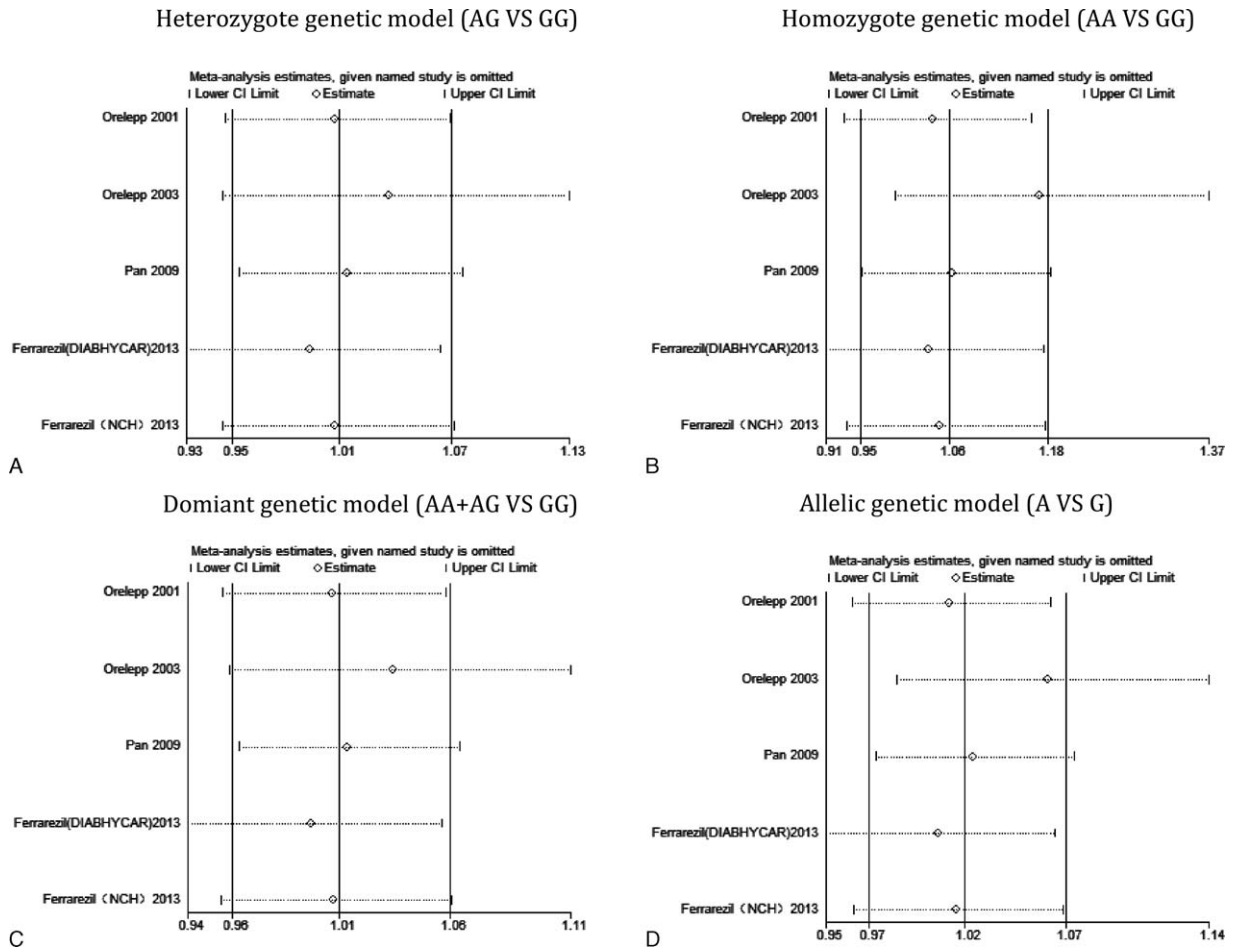 Heterozygote genetic model (AG VS GG)
Meta-analysis estimates, given named study is omitted
Lower CI Limit Estimate Upper CI Limit
Orelepp 2001
Orelepp 2003
Pan 2009
Ferrarezil(DIABHYCAR)2013
Ferrarezil（NCH）2013
0.93 0.95 1.01 1.07 1.13
A
Homozygote genetic model (AA VS GG)
Meta-analysis estimates, given named study is omitted
Lower CI Limit Estimate Upper CI Limit
Orelepp 2001
Orelepp 2003
Pan 2009
Ferrarezil(DIABHYCAR)2013
Ferrarezil（NCH）2013
0.91 0.95 1.06 1.18 1.37
B
Domiant genetic model (AA+AG VS GG)
Meta-analysis estimates, given named study is omitted
Lower CI Limit Estimate Upper CI Limit
Orelepp 2001
Orelepp 2003
Pan 2009
Ferrarezil(DIABHYCAR)2013
Ferrarezil（NCH）2013
0.94 0.96 1.01 1.06 1.11
C
Allelic genetic model (A VS G)
Meta-analysis estimates, given named study is omitted
Lower CI Limit Estimate Upper CI Limit
Orelepp 2001
Orelepp 2003
Pan 2009
Ferrarezil(DIABHYCAR)2013
Ferrarezil（NCH）2013
0.95 0.97 1.02 1.07 1.14
D